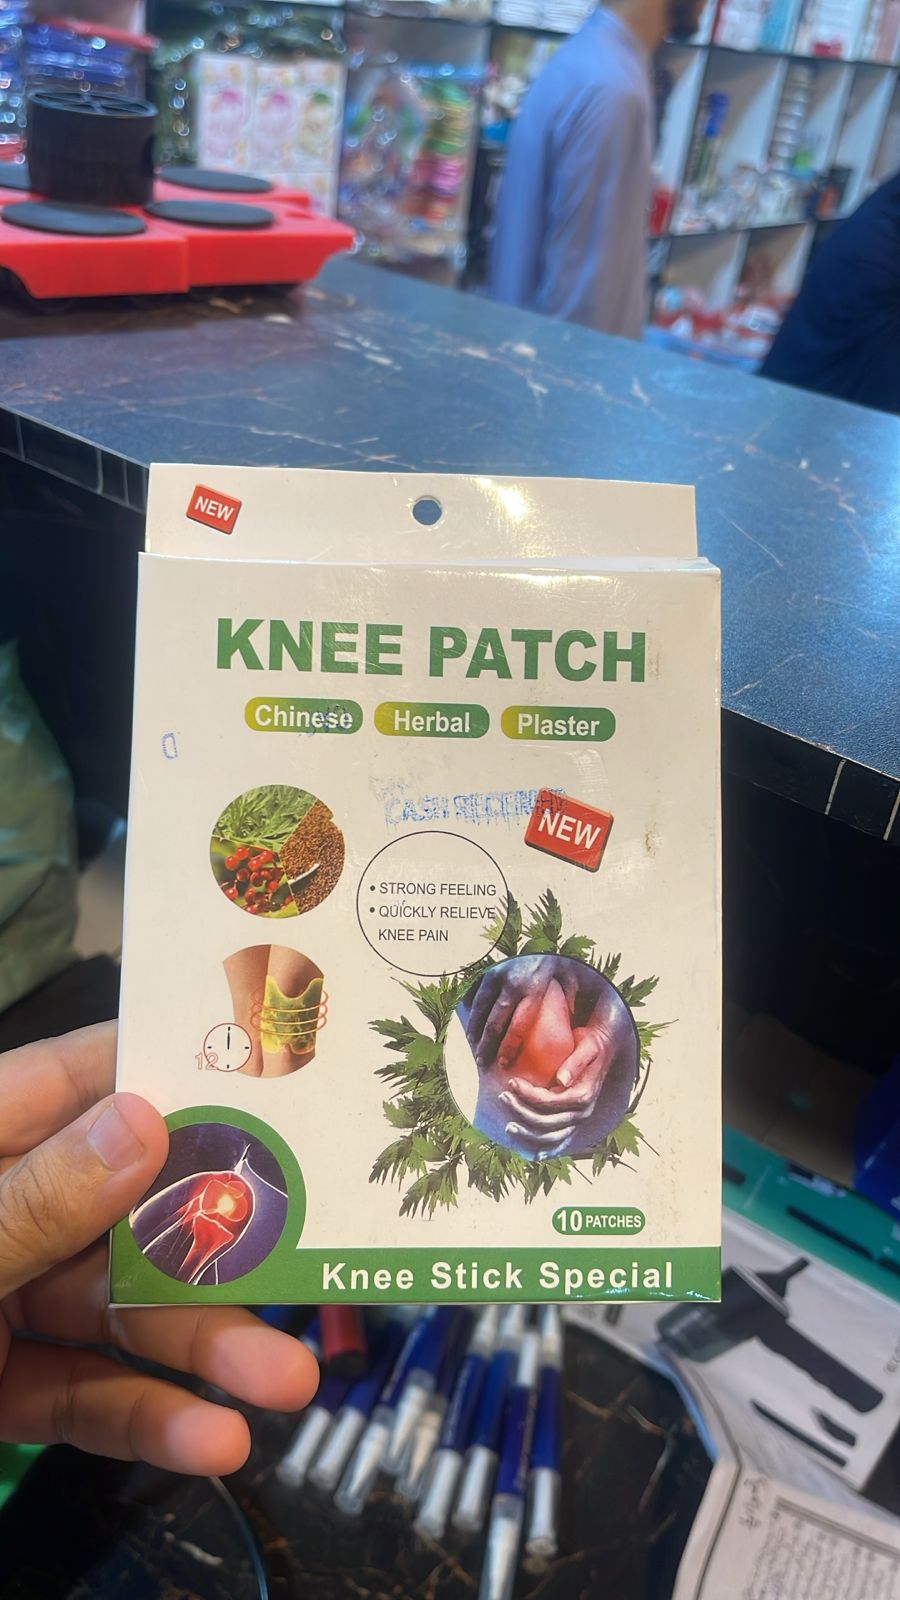 NEW
KNEE PATCH
Chinese Herbal Plaster
CASH
NEW
• STRONG FEELING
• QUICKLY RELIEVE
KNEE PAIN
12
10 PATCHES
Knee Stick Special